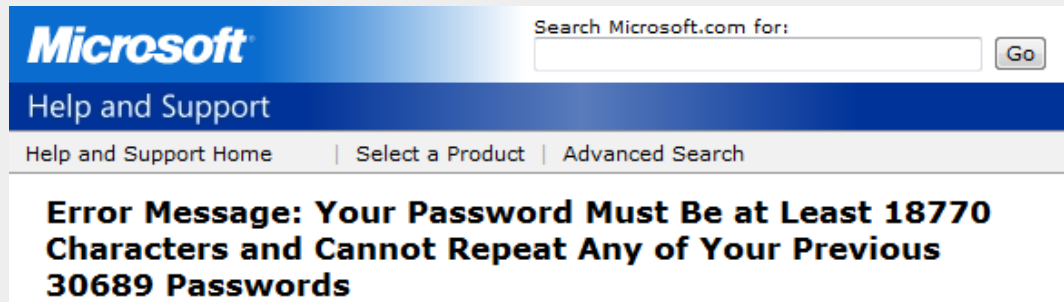 Search Microsoft.com for:
Microsoft
Go
Help and Support
Help and Support Home | Select a Product | Advanced Search
Error Message: Your Password Must Be at Least 18770
Characters and Cannot Repeat Any of Your Previous
30689 Passwords